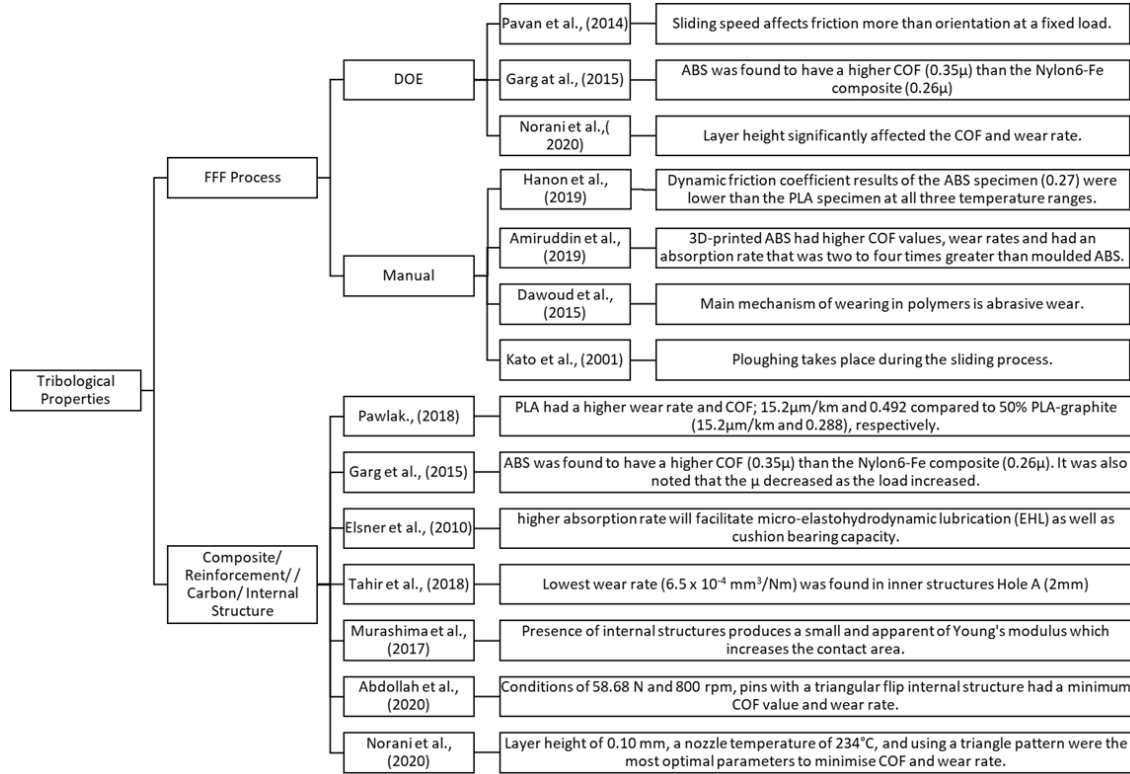 Pavan et al., (2014)
Sliding speed affects friction more than orientation at a fixed load.
DOE
Garg at al., (2015)
ABS was found to have a higher COF (0.35µ) than the Nylon6-Fe
composite (0.26µ)
Norani et al.,(
2020)
Layer height significantly affected the COF and wear rate.
FFF Process
Hanon et al.,
(2019)
Dynamic friction coefficient results of the ABS specimen (0.27) were
lower than the PLA specimen at all three temperature ranges.
Amiruddin et al.,
(2019)
3D-printed ABS had higher COF values, wear rates and had an
absorption rate that was two to four times greater than moulded ABS.
Manual
Dawoud et al.,
(2015)
Main mechanism of wearing in polymers is abrasive wear.
Kato et al., (2001)
Ploughing takes place during the sliding process.
Tribological
Properties
Pawlak., (2018)
PLA had a higher wear rate and COF; 15.2µm/km and 0.492 compared to 50% PLA-graphite
(15.2µm/km and 0.288), respectively.
Garg et al., (2015)
ABS was found to have a higher COF (0.35µ) than the Nylon6-Fe composite (0.26µ). It was also
noted that the µ decreased as the load increased.
Elsner et al., (2010)
higher absorption rate will facilitate micro-elastohydrodynamic lubrication (EHL) as well as
cushion bearing capacity.
Composite/
Reinforcement/ /
Carbon/ Internal
Structure
Tahir et al., (2018)
Lowest wear rate (6.5 x 10⁻⁴ mm³/Nm) was found in inner structures Hole A (2mm)
Murashima et al.,
(2017)
Presence of internal structures produces a small and apparent of Young's modulus which
increases the contact area.
Abdollah et al.,
(2020)
Conditions of 58.68 N and 800 rpm, pins with a triangular flip internal structure had a minimum
COF value and wear rate.
Norani et al.,
(2020)
Layer height of 0.10 mm, a nozzle temperature of 234°C, and using a triangle pattern were the
most optimal parameters to minimise COF and wear rate.